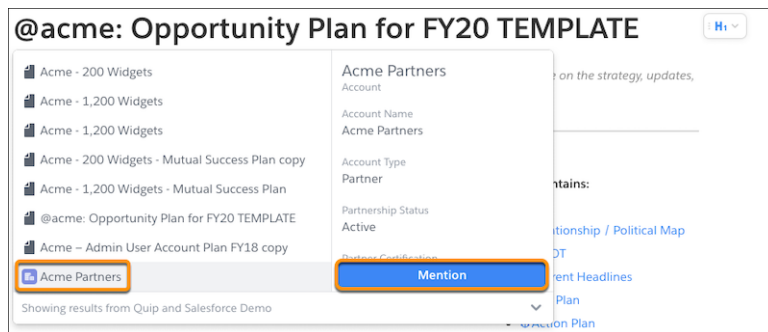 @acme: Opportunity Plan for FY20 TEMPLATE
H1
Acme - 200 Widgets
Acme - 1,200 Widgets
Acme - 1,200 Widgets
Acme - 200 Widgets - Mutual Success Plan copy
Acme - 1,200 Widgets - Mutual Success Plan
@acme: Opportunity Plan for FY20 TEMPLATE
Acme – Admin User Account Plan FY18 copy
Acme Partners
Showing results from Quip and Salesforce Demo
Acme Partners
Account
Account Name
Acme Partners
Account Type
Partner
Partnership Status
Active
Partner Certification
Mention
on the strategy, updates,
ntains:
tionship / Political Map
OT
rent Headlines
Plan
Action Plan